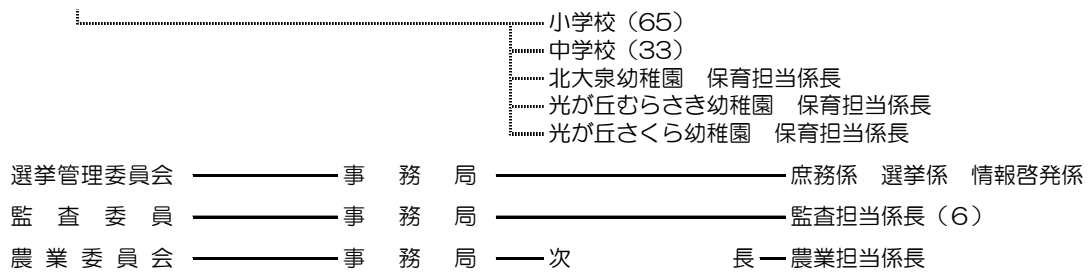 小学校（65）
中学校（33）
北大泉幼稚園　保育担当係長
光が丘むらさき幼稚園　保育担当係長
光が丘さくら幼稚園　保育担当係長
選挙管理委員会　事　務　局　庶務係　選挙係　情報啓発係
監　査　委　員　事　務　局　監査担当係長（6）
農　業　委　員　会　事　務　局　次　長　農業担当係長